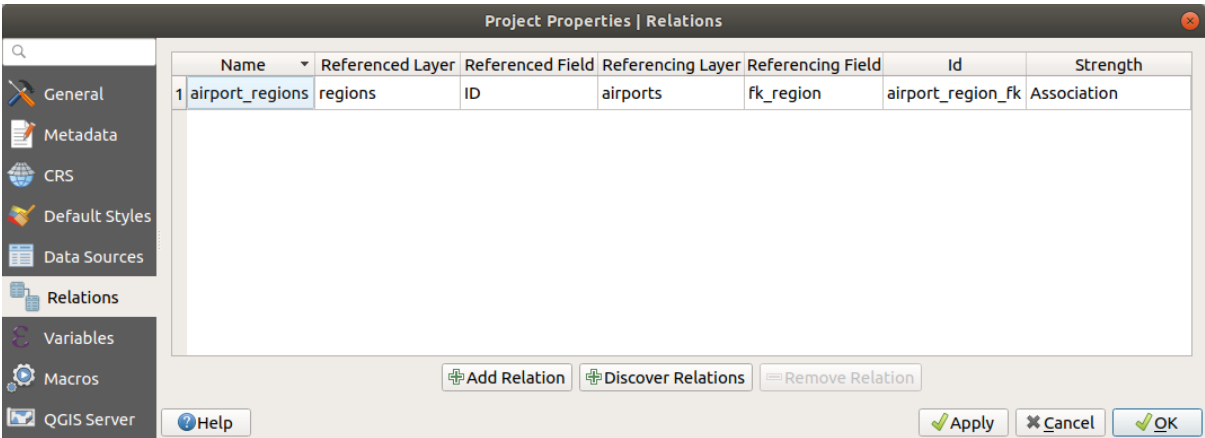 Project Properties | Relations
Name Referenced Layer Referenced Field Referencing Layer Referencing Field Id Strength
1 airport_regions regions ID airports fk_region airport_region_fk Association
General
Metadata
CRS
Default Styles
Data Sources
Relations
Variables
Macros
QGIS Server
Add Relation Discover Relations Remove Relation
Help Apply Cancel OK